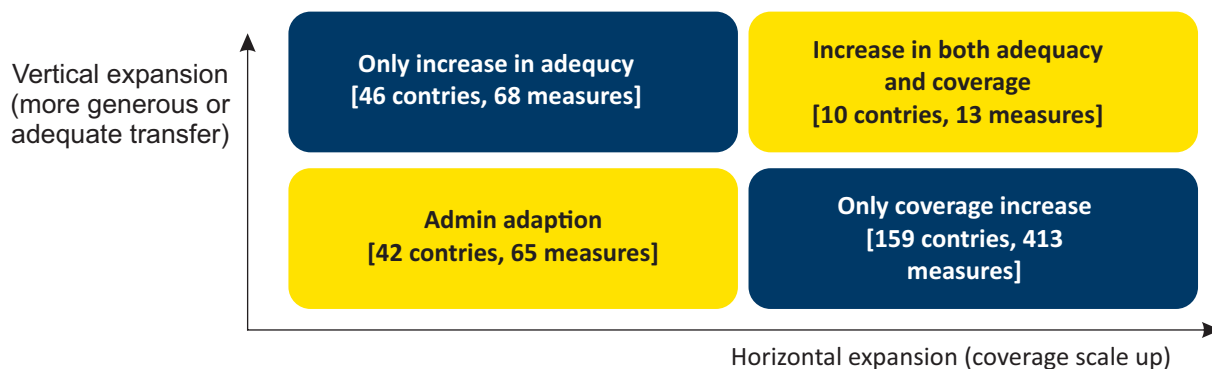 Vertical expansion
(more generous or
adequate transfer)
Only increase in adequcy
[46 contries, 68 measures]
Increase in both adequacy
and coverage
[10 contries, 13 measures]
Admin adaption
[42 contries, 65 measures]
Only coverage increase
[159 contries, 413
measures]
Horizontal expansion (coverage scale up)